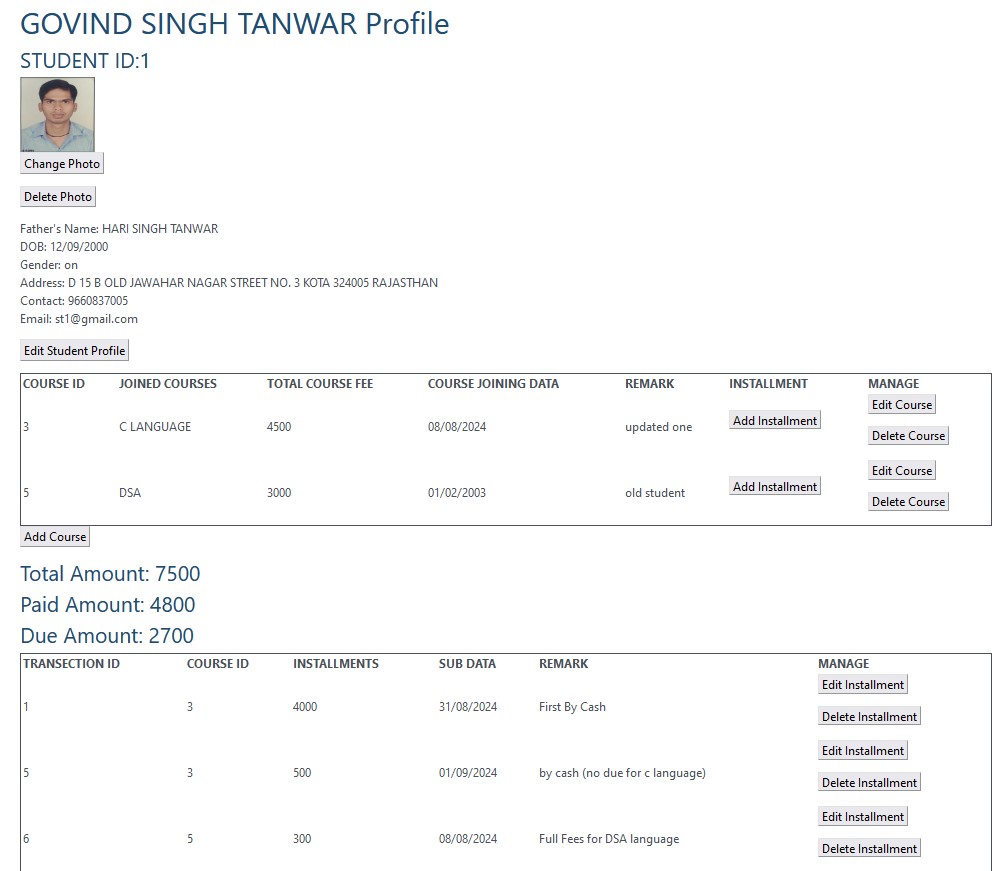 GOVIND SINGH TANWAR Profile
STUDENT ID:1
Change Photo
Delete Photo
Father's Name: HARI SINGH TANWAR
DOB: 12/09/2000
Gender: on
Address: D 15 B OLD JAWAHAR NAGAR STREET NO. 3 KOTA 324005 RAJASTHAN
Contact: 9660837005
Email: st1@gmail.com
Edit Student Profile
COURSE ID JOINED COURSES TOTAL COURSE FEE COURSE JOINING DATA REMARK INSTALLMENT MANAGE
3 C LANGUAGE 4500 08/08/2024 updated one Add Installment Edit Course
Delete Course
5 DSA 3000 01/02/2003 old student Add Installment Edit Course
Delete Course
Add Course
Total Amount: 7500
Paid Amount: 4800
Due Amount: 2700
TRANSECTION ID COURSE ID INSTALLMENTS SUB DATA REMARK MANAGE
1 3 4000 31/08/2024 First By Cash Edit Installment
Delete Installment
5 3 500 01/09/2024 by cash (no due for c language) Edit Installment
Delete Installment
6 5 300 08/08/2024 Full Fees for DSA language Edit Installment
Delete Installment